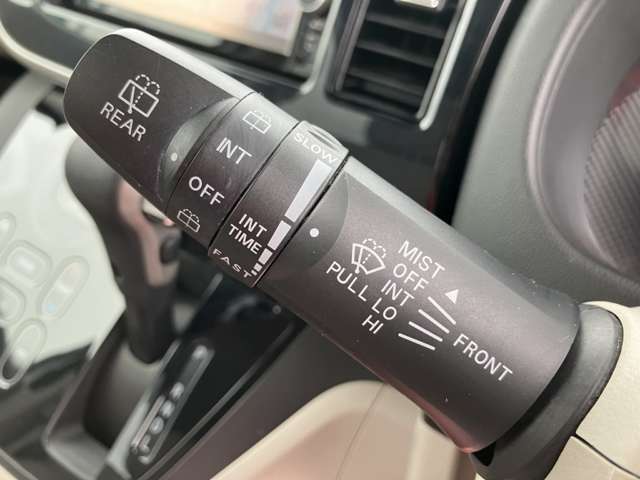 REAR
INT
OFF
SLOW
INT
TIME
FAST
MIST
OFF
INT
PULL LO
HI
FRONT